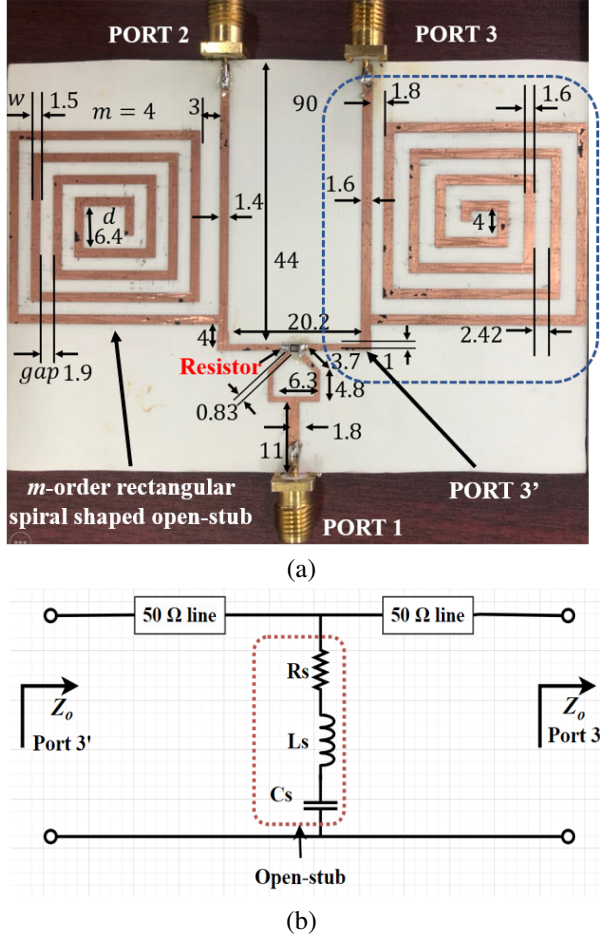 PORT 2
PORT 3
w
1.5
m = 4
3
90
1.8
1.6
1.4
1.6
d
6.4
4
44
4
20.2
2.42
Resistor
3.7
1
gap 1.9
6.3
4.8
0.83
11
1.8
m-order rectangular
spiral shaped open-stub
PORT 3’
PORT 1
(a)
50 Ω line
50 Ω line
Rs
Zo
Port 3'
Zo
Port 3
Ls
Cs
Open-stub
(b)